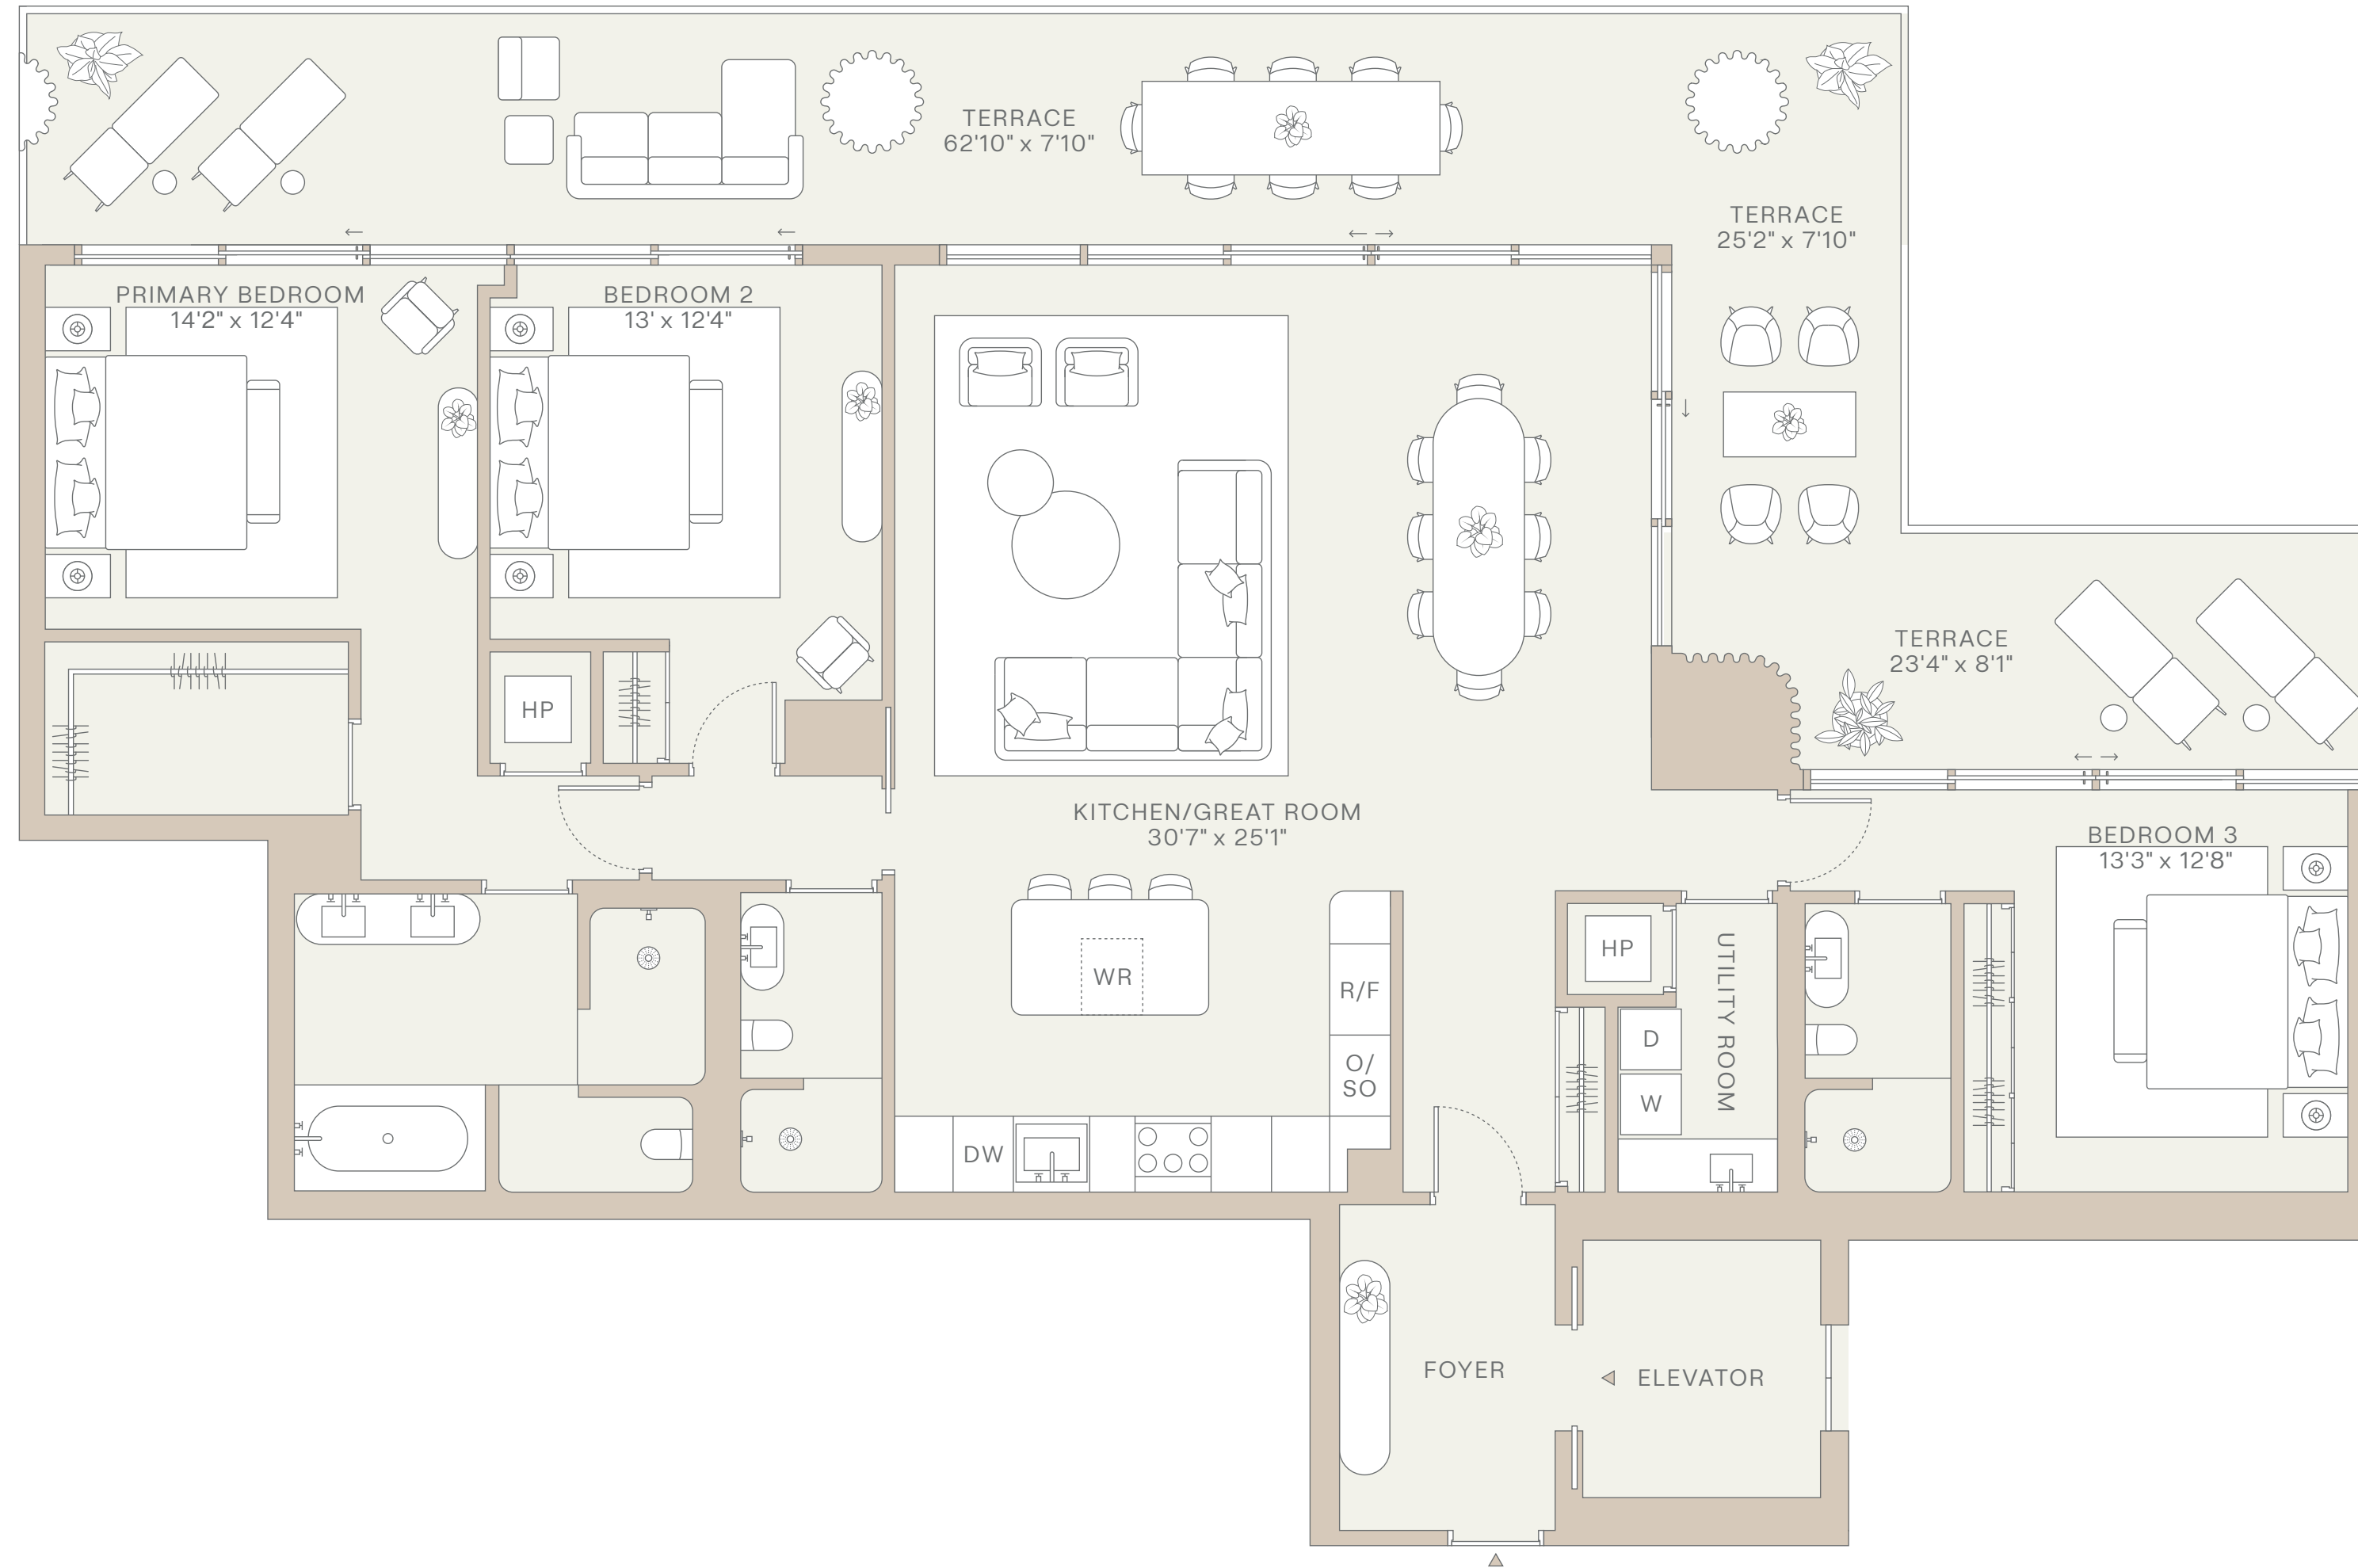 TERRACE
62'10" x 7'10"
TERRACE
25'2" x 7'10"
PRIMARY BEDROOM
14'2" x 12'4"
BEDROOM 2
13' x 12'4"
TERRACE
23'4" x 8'1"
HP
KITCHEN/GREAT ROOM
30'7" x 25'1"
BEDROOM 3
13'3" x 12'8"
WR
R/F
O/
SO
HP
UTILITY ROOM
D
W
DW
FOYER
ELEVATOR